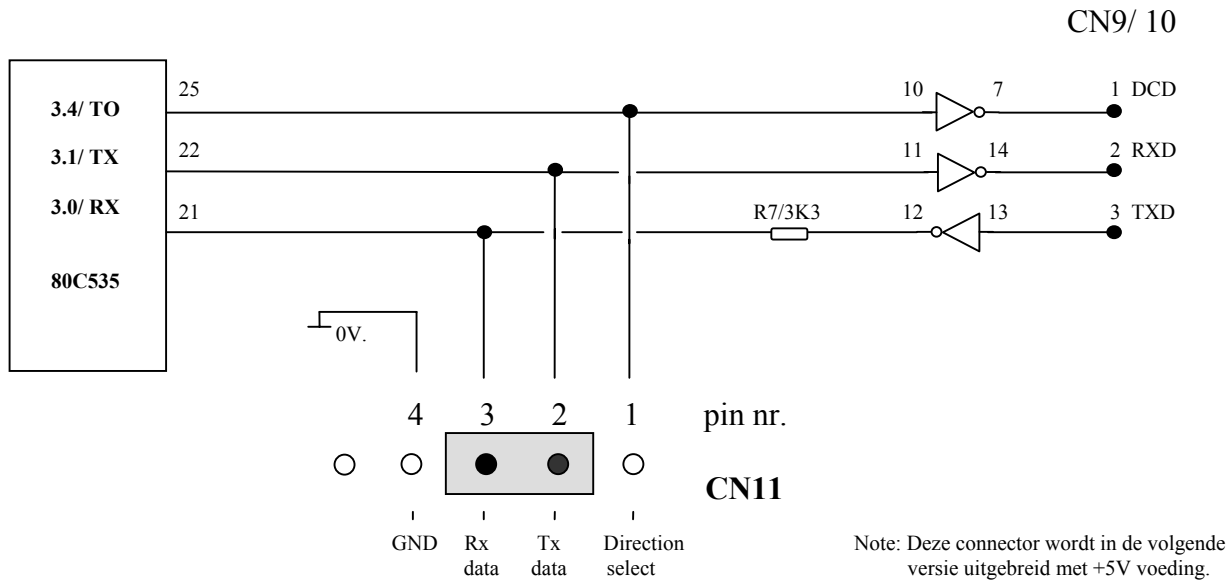 CN9/ 10
25
10
7
1 DCD
3.4/ TO
22
11
14
2 RXD
3.1/ TX
21
R7/3K3
12
13
3 TXD
3.0/ RX
80C535
0V.
4 3 2 1 pin nr.
CN11
GND Rx Tx Direction
data data select
Note: Deze connector wordt in de volgende
versie uitgebreid met +5V voeding.